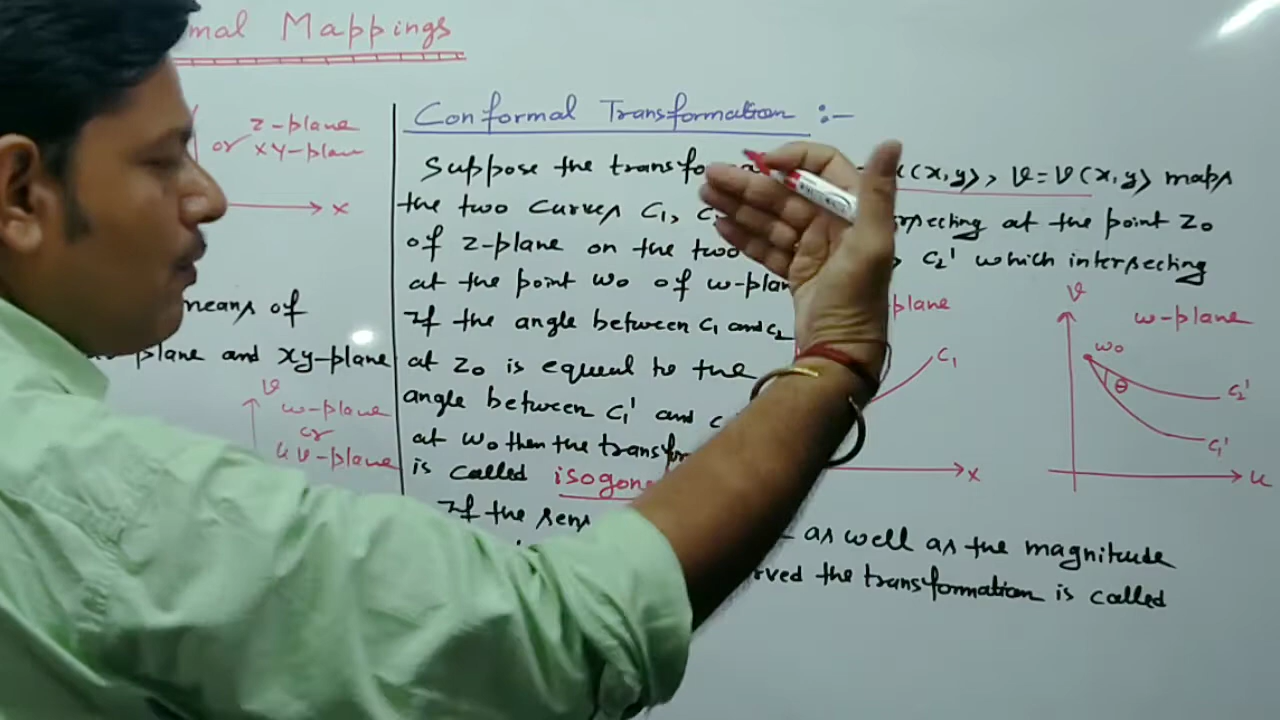 mal Mappings
z-plane
or xy-plane
x
means of
plane and xy-plane
v
w-plane
or
uv-plane
Conformal Transformation :-
Suppose the transfo (x,y), v = v(x,y) maps
the two curves C₁, C at the point z₀
of z-plane on the two C₂' which intersecting
at the point w₀ of w-plan
If the angle between C₁ and C₂
at z₀ is equal to the
angle between C₁' and C
at w₀ then the transfor
is called isogona
If the sens as well as the magnitude
rved the transformation is called
plane
C₁
x
v
w-plane
w₀
θ
C₂'
C₁'
u